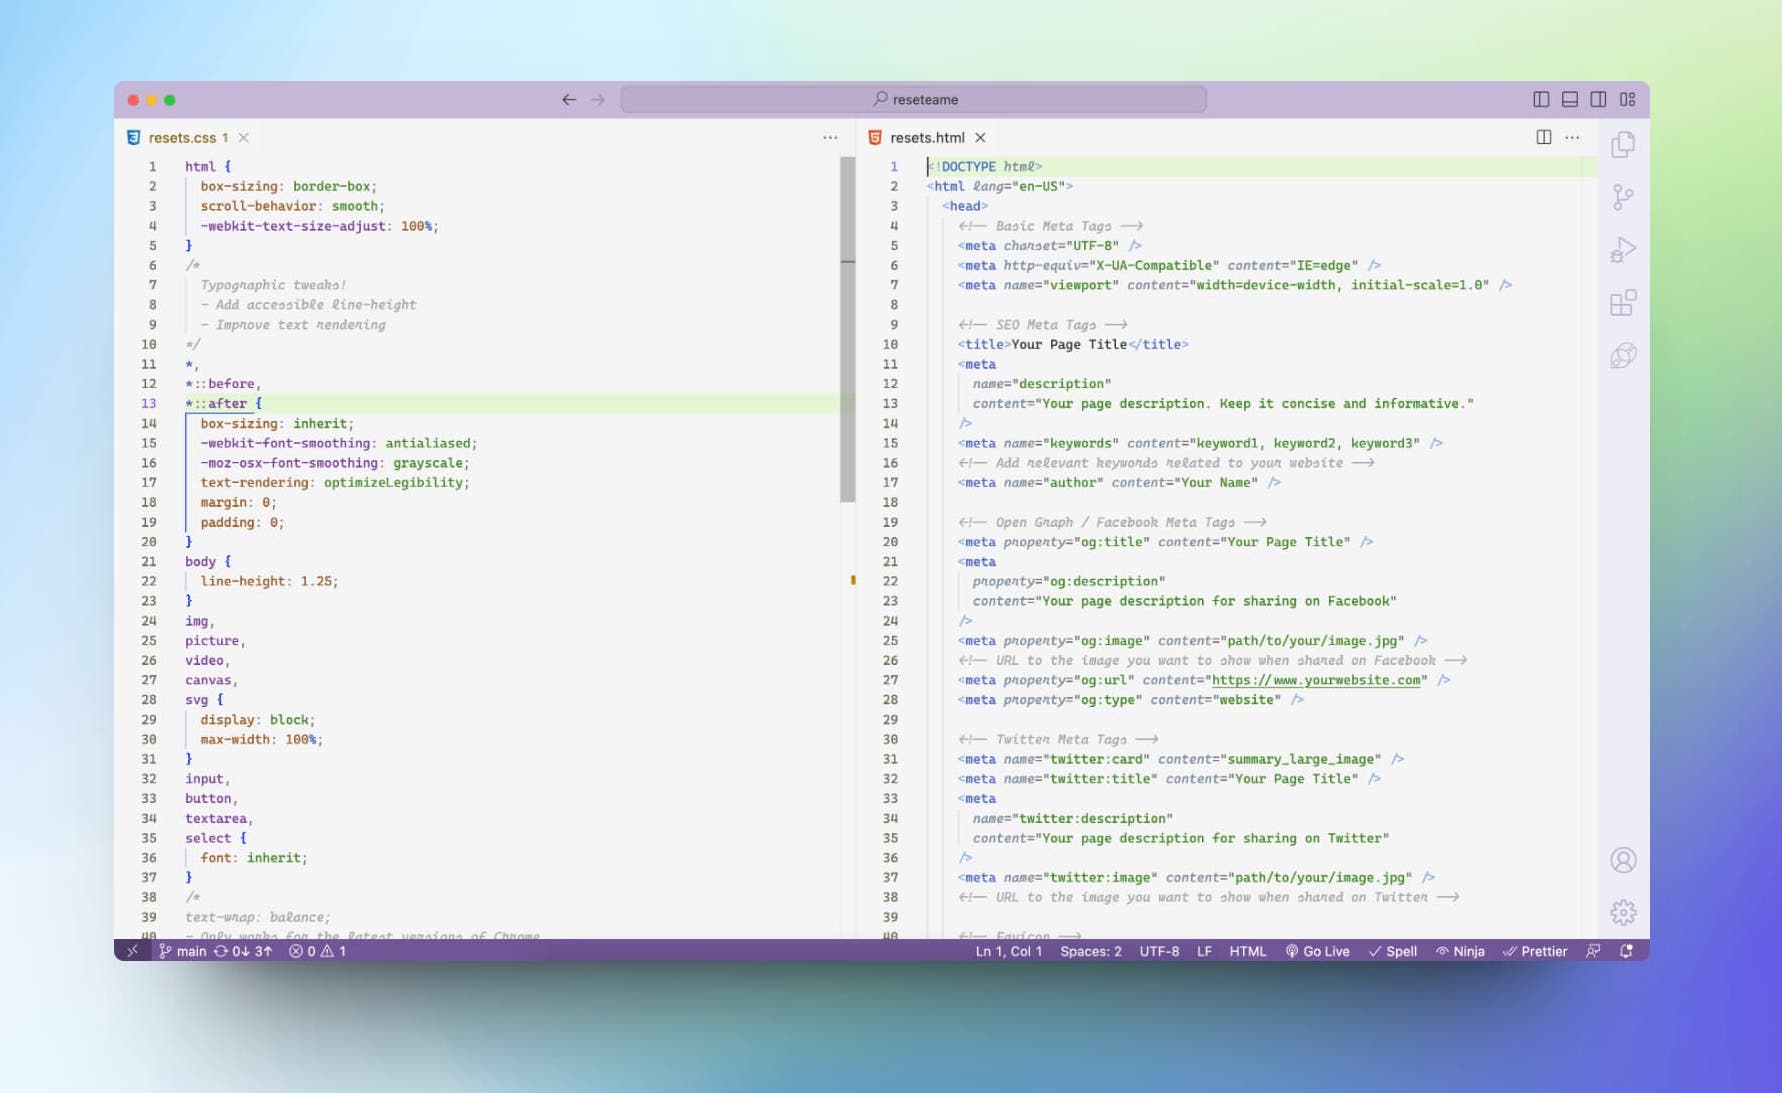 reseteame
resets.css 1
1 html {
2 box-sizing: border-box;
3 scroll-behavior: smooth;
4 -webkit-text-size-adjust: 100%;
5 }
6 /*
7 Typographic tweaks!
8 - Add accessible line-height
9 - Improve text rendering
10 */
11 *,
12 *::before,
13 *::after {
14 box-sizing: inherit;
15 -webkit-font-smoothing: antialiased;
16 -moz-osx-font-smoothing: grayscale;
17 text-rendering: optimizeLegibility;
18 margin: 0;
19 padding: 0;
20 }
21 body {
22 line-height: 1.25;
23 }
24 img,
25 picture,
26 video,
27 canvas,
28 svg {
29 display: block;
30 max-width: 100%;
31 }
32 input,
33 button,
34 textarea,
35 select {
36 font: inherit;
37 }
38 /*
39 text-wrap: balance;
40 - Only works for the latest versions of Chrome
resets.html
1 <!DOCTYPE html>
2 <html lang="en-US">
3 <head>
4 <!-- Basic Meta Tags -->
5 <meta charset="UTF-8" />
6 <meta http-equiv="X-UA-Compatible" content="IE=edge" />
7 <meta name="viewport" content="width=device-width, initial-scale=1.0" />
8
9 <!-- SEO Meta Tags -->
10 <title>Your Page Title</title>
11 <meta
12 name="description"
13 content="Your page description. Keep it concise and informative."
14 />
15 <meta name="keywords" content="keyword1, keyword2, keyword3" />
16 <!-- Add relevant keywords related to your website -->
17 <meta name="author" content="Your Name" />
18
19 <!-- Open Graph / Facebook Meta Tags -->
20 <meta property="og:title" content="Your Page Title" />
21 <meta
22 property="og:description"
23 content="Your page description for sharing on Facebook"
24 />
25 <meta property="og:image" content="path/to/your/image.jpg" />
26 <!-- URL to the image you want to show when shared on Facebook -->
27 <meta property="og:url" content="https://www.yourwebsite.com" />
28 <meta property="og:type" content="website" />
29
30 <!-- Twitter Meta Tags -->
31 <meta name="twitter:card" content="summary_large_image" />
32 <meta name="twitter:title" content="Your Page Title" />
33 <meta
34 name="twitter:description"
35 content="Your page description for sharing on Twitter"
36 />
37 <meta name="twitter:image" content="path/to/your/image.jpg" />
38 <!-- URL to the image you want to show when shared on Twitter -->
39
40 <!-- Favicon -->
main 0↓ 3↑ 0 1 Ln 1, Col 1 Spaces: 2 UTF-8 LF HTML Go Live Spell Ninja Prettier